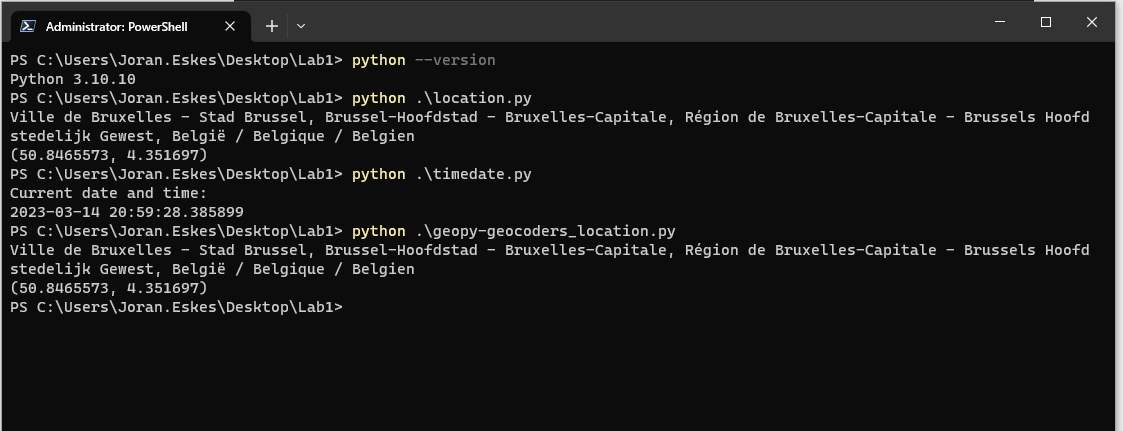 Administrator: PowerShell
PS C:\Users\Joran.Eskes\Desktop\Lab1> python --version
Python 3.10.10
PS C:\Users\Joran.Eskes\Desktop\Lab1> python .\location.py
Ville de Bruxelles - Stad Brussel, Brussel-Hoofdstad - Bruxelles-Capitale, Région de Bruxelles-Capitale - Brussels Hoofd
stedelijk Gewest, België / Belgique / Belgien
(50.8465573, 4.351697)
PS C:\Users\Joran.Eskes\Desktop\Lab1> python .\timedate.py
Current date and time:
2023-03-14 20:59:28.385899
PS C:\Users\Joran.Eskes\Desktop\Lab1> python .\geopy-geocoders_location.py
Ville de Bruxelles - Stad Brussel, Brussel-Hoofdstad - Bruxelles-Capitale, Région de Bruxelles-Capitale - Brussels Hoofd
stedelijk Gewest, België / Belgique / Belgien
(50.8465573, 4.351697)
PS C:\Users\Joran.Eskes\Desktop\Lab1>